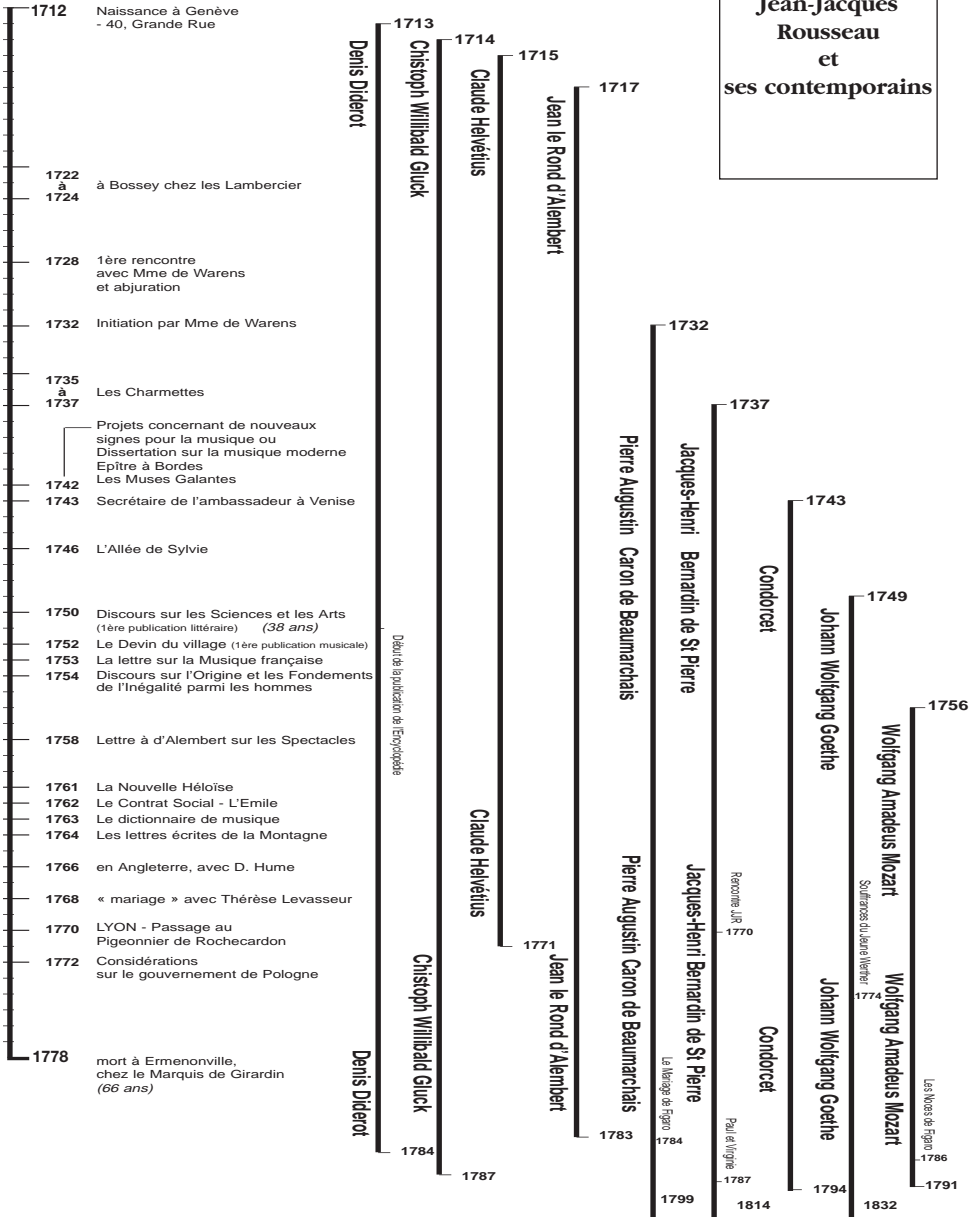 Jean-Jacques
Rousseau
et
ses contemporains
1712 Naissance à Genève
- 40, Grande Rue
1722
à
1724
à Bossey chez les Lambercier
1728 1ère rencontre
avec Mme de Warens
et abjuration
1732 Initiation par Mme de Warens
1735
à
1737
Les Charmettes
Projets concernant de nouveaux
signes pour la musique ou
Dissertation sur la musique moderne
Epître à Bordes
1742 Les Muses Galantes
1743 Secrétaire de l'ambassadeur à Venise
1746 L'Allée de Sylvie
1750 Discours sur les Sciences et les Arts
(1ère publication littéraire) (38 ans)
1752 Le Devin du village (1ère publication musicale)
1753 La lettre sur la Musique française
1754 Discours sur l'Origine et les Fondements
de l'Inégalité parmi les hommes
1758 Lettre à d'Alembert sur les Spectacles
1761 La Nouvelle Héloïse
1762 Le Contrat Social - L'Emile
1763 Le dictionnaire de musique
1764 Les lettres écrites de la Montagne
1766 en Angleterre, avec D. Hume
1768 « mariage » avec Thérèse Levasseur
1770 LYON - Passage au
Pigeonnier de Rochecardon
1772 Considérations
sur le gouvernement de Pologne
1778 mort à Ermenonville,
chez le Marquis de Girardin
(66 ans)
1713
Denis Diderot
Début de la publication de l'Encyclopédie
Denis Diderot
1784
1714
Chistoph Willibald Gluck
Chistoph Willibald Gluck
1787
1715
Claude Helvétius
Claude Helvétius
1771
1717
Jean le Rond d'Alembert
Jean le Rond d'Alembert
1783
1732
Pierre Augustin Caron de Beaumarchais
Pierre Augustin Caron de Beaumarchais
Le Mariage de Figaro
1784
1799
1737
Jacques-Henri Bernardin de St Pierre
Jacques-Henri Bernardin de St Pierre
Rencontre JJR
1770
Paul et Virginie
1787
1814
1743
Condorcet
Condorcet
1794
1749
Johann Wolfgang Goethe
Johann Wolfgang Goethe
Souffrances du Jeune Werther
1774
1832
1756
Wolfgang Amadeus Mozart
Wolfgang Amadeus Mozart
Les Noces de Figaro
1786
1791